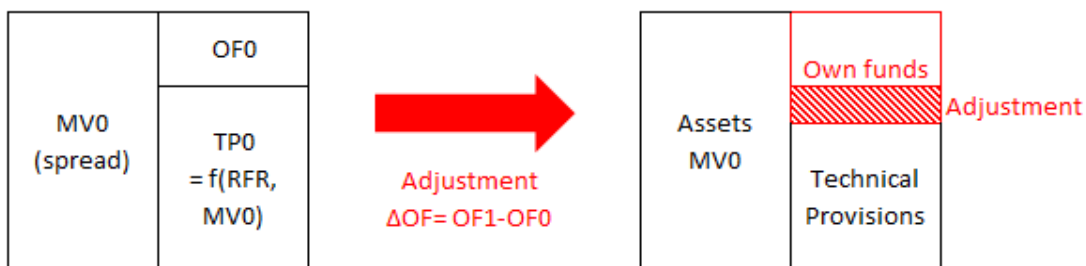 MV0
(spread)
OF0
TP0
= f(RFR,
MV0)
Adjustment
ΔOF= OF1-OF0
Assets
MV0
Own funds
Adjustment
Technical
Provisions